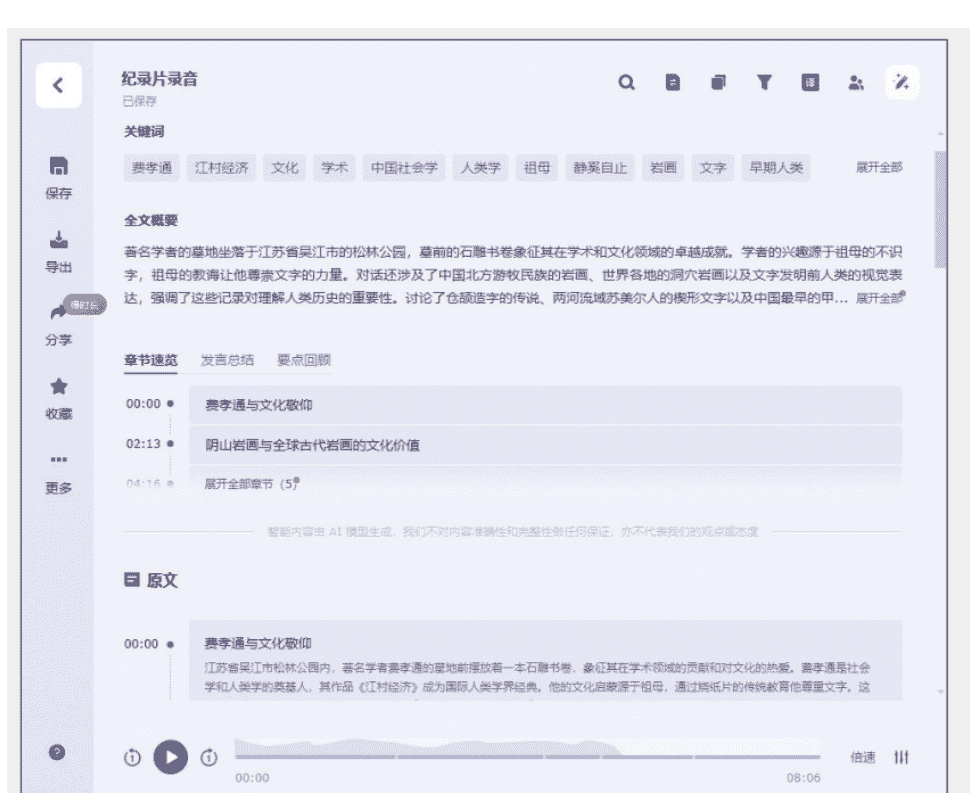 纪录片录音
已保存
译
关键词
费孝通 江村经济 文化 学术 中国社会学 人类学 祖母 静奚自止 岩画 文字 早期人类 展开全部
保存
全文概要
著名学者的墓地坐落于江苏省吴江市的松林公园，墓前的石雕书卷象征其在学术和文化领域的卓越成就。学者的兴趣源于祖母的不识
字，祖母的教诲让他尊崇文字的力量。对话还涉及了中国北方游牧民族的岩画、世界各地的洞穴岩画以及文字发明前人类的视觉表
达，强调了这些记录对理解人类历史的重要性。讨论了仓颉造字的传说、两河流域苏美尔人的楔形文字以及中国最早的甲... 展开全部
导出
得时长
分享
章节速览 发言总结 要点回顾
收藏
00:00 费孝通与文化敬仰
02:13 阴山岩画与全球古代岩画的文化价值
更多
04:16 展开全部章节 (5)
智能内容由 AI 模型生成，我们不对内容准确性和完整性做任何保证，亦不代表我们的观点或态度
原文
00:00 费孝通与文化敬仰
江苏省吴江市松林公园内，著名学者费孝通的墓地前摆放着一本石雕书卷，象征其在学术领域的贡献和对文化的热爱。费孝通是社会
学和人类学的奠基人，其作品《江村经济》成为国际人类学界经典。他的文化启蒙源于祖母，通过烧纸片的传统教育他尊重文字。这
?
1 1 倍速
00:00 08:06